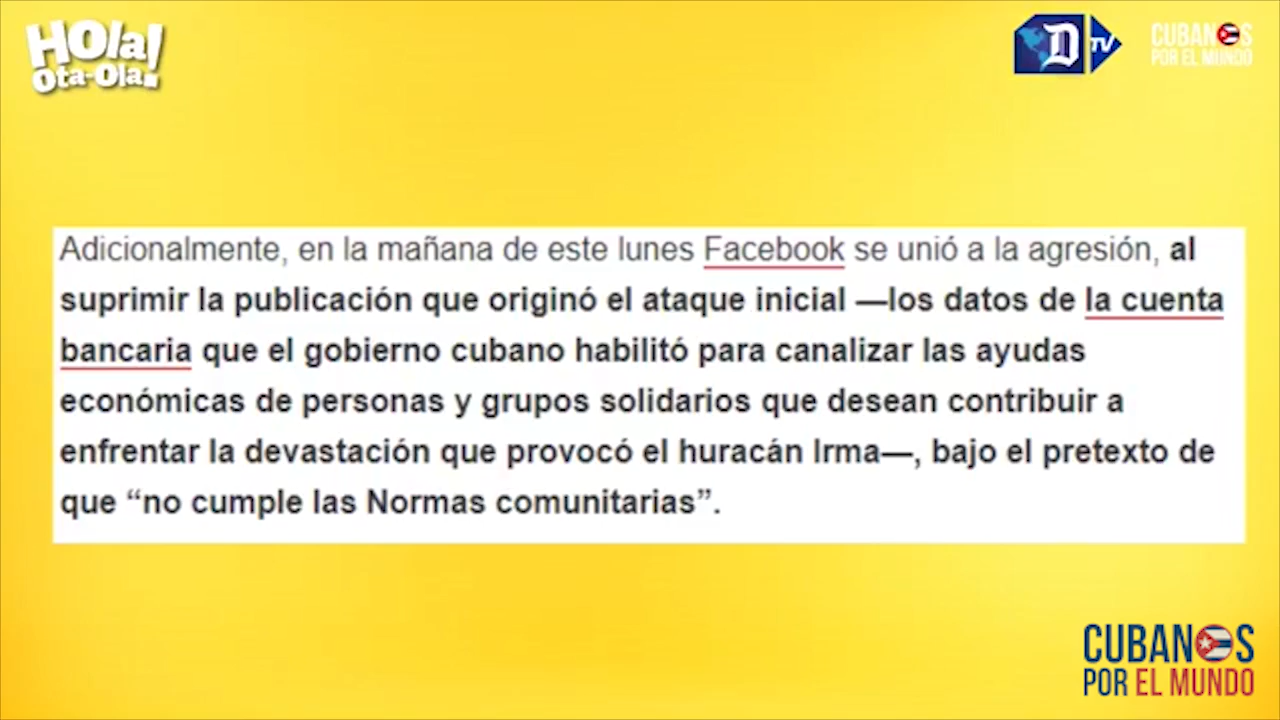 HOla!
Ota-Ola!
D TV
CUBANOS
POR EL MUNDO
Adicionalmente, en la mañana de este lunes Facebook se unió a la agresión, al
suprimir la publicación que originó el ataque inicial —los datos de la cuenta
bancaria que el gobierno cubano habilitó para canalizar las ayudas
económicas de personas y grupos solidarios que desean contribuir a
enfrentar la devastación que provocó el huracán Irma—, bajo el pretexto de
que “no cumple las Normas comunitarias”.
CUBANOS
POR EL MUNDO